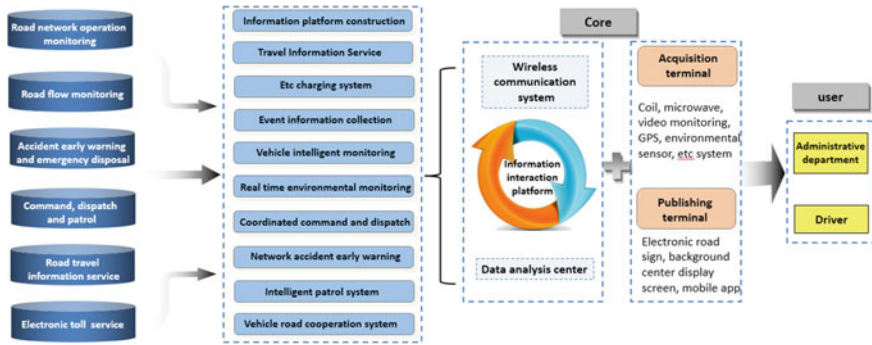 Road network operation
monitoring
Road flow monitoring
Accident early warning
and emergency disposal
Command, dispatch
and patrol
Road travel
information service
Electronic toll service
Information platform construction
Travel Information Service
Etc charging system
Event information collection
Vehicle intelligent monitoring
Real time environmental monitoring
Coordinated command and dispatch
Network accident early warning
Intelligent patrol system
Vehicle road cooperation system
Core
Wireless
communication
system
Information
interaction
platform
Data analysis center
Acquisition
terminal
Coil, microwave,
video monitoring,
GPS, environmental
sensor, etc system
Publishing
terminal
Electronic road
sign, background
center display
screen, mobile app
user
Administrative
department
Driver